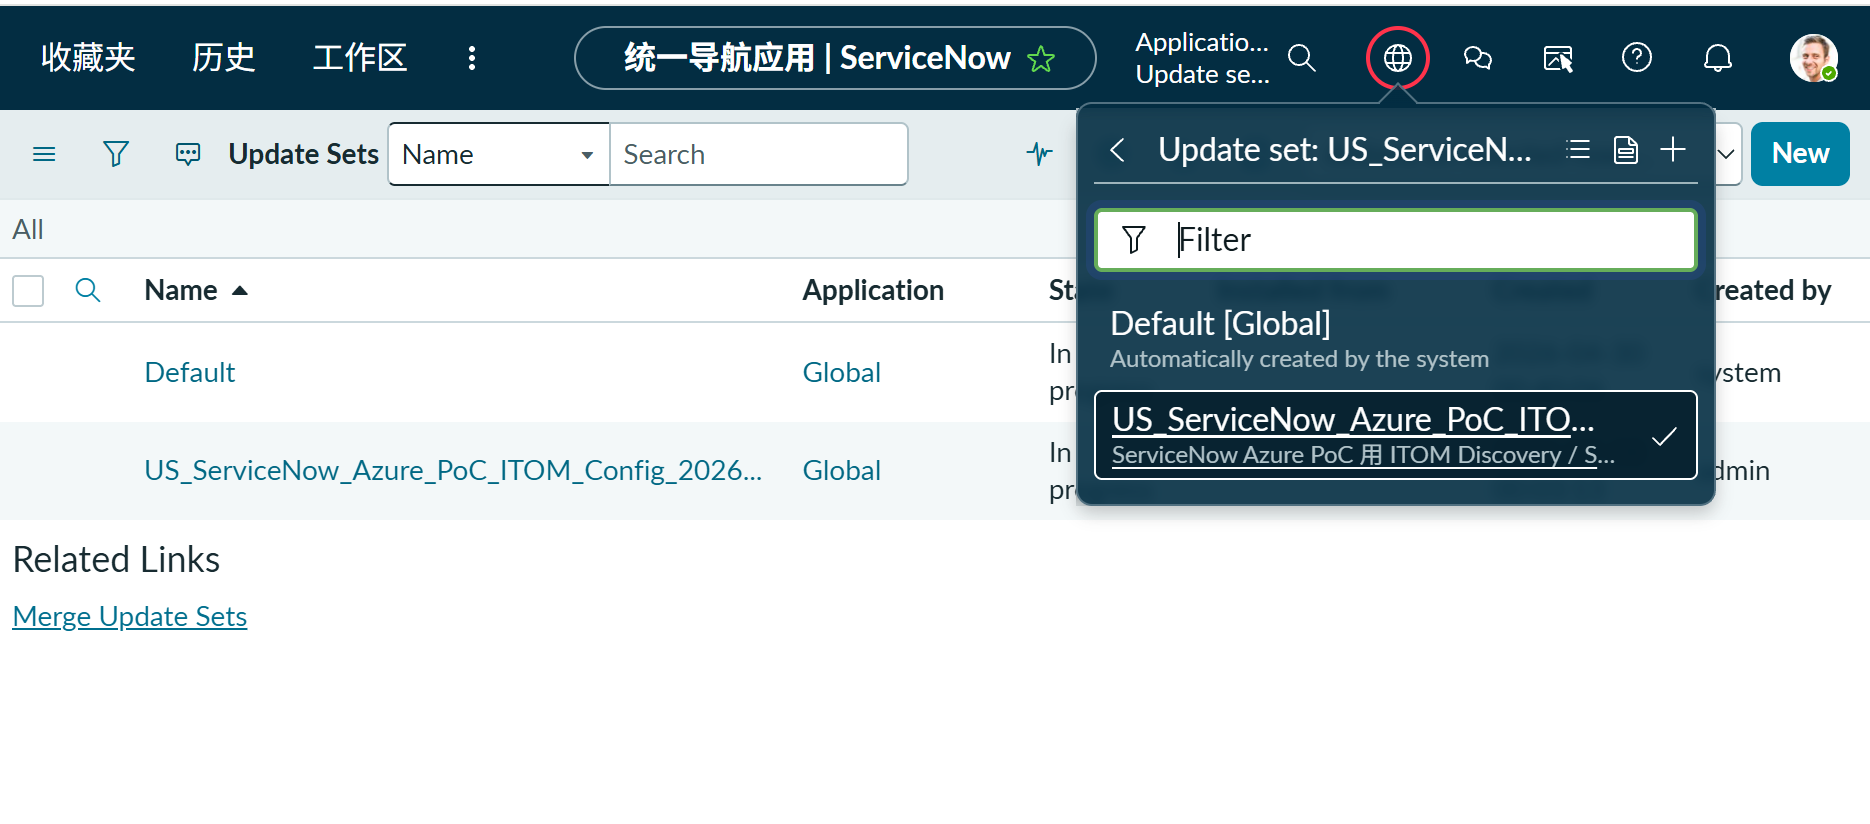 收藏夹 历史 工作区 统一导航应用 | ServiceNow Applicatio...
Update se...
Update Sets Name Search New
Update set: US_ServiceN...
All
Filter
Name Application Sta reated by
Default [Global]
Automatically created by the system
Default Global In
pr ystem
US_ServiceNow_Azure_PoC_ITO...
ServiceNow Azure PoC 用 ITOM Discovery / S...
US_ServiceNow_Azure_PoC_ITOM_Config_2026... Global In
pr dmin
Related Links
Merge Update Sets